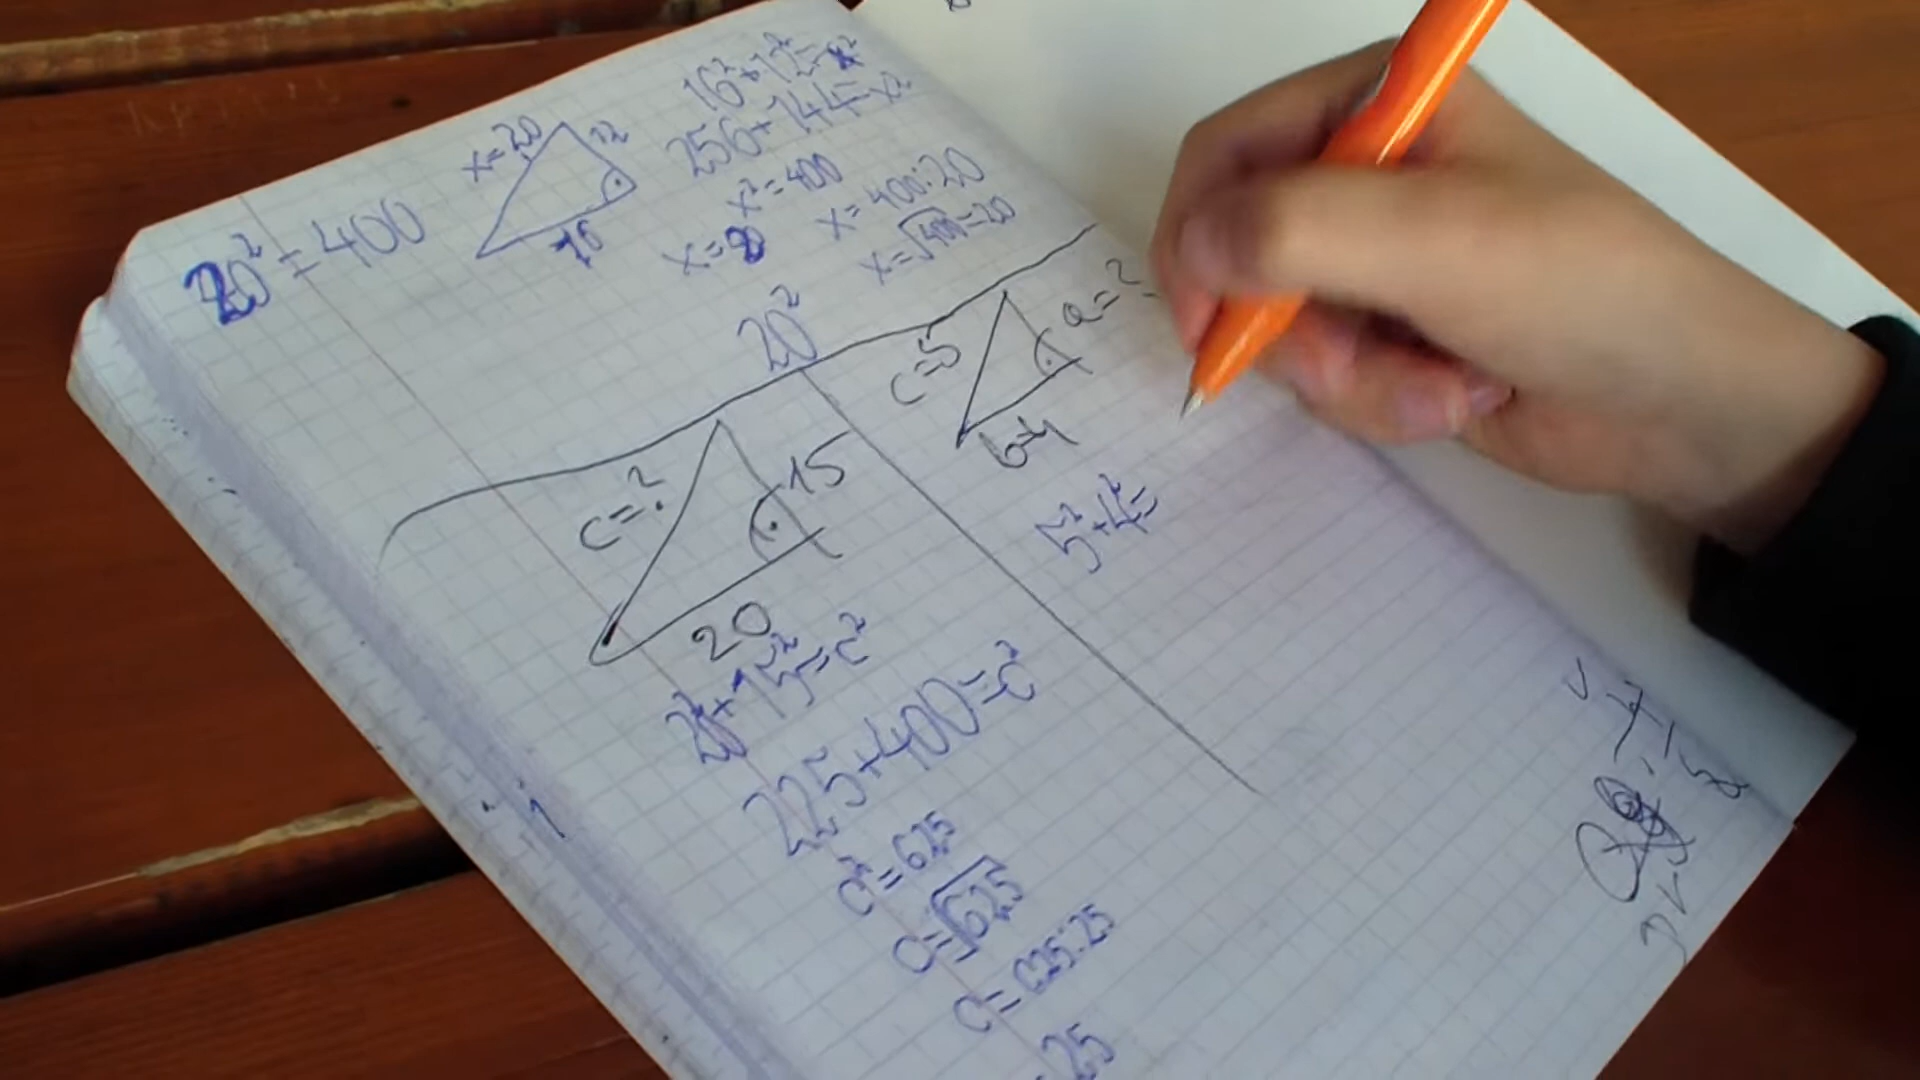 16²+12²=x²
256+144=x²
x²=400
x=400:20
x=√400=20
x=20
x=20
12
16
20²=400
20²
c=?
15
20
20²+15²=c²
225+400=c²
c²=625
c=√625
c=625:25
25
c=5
a=?
b=4
5²+4²=